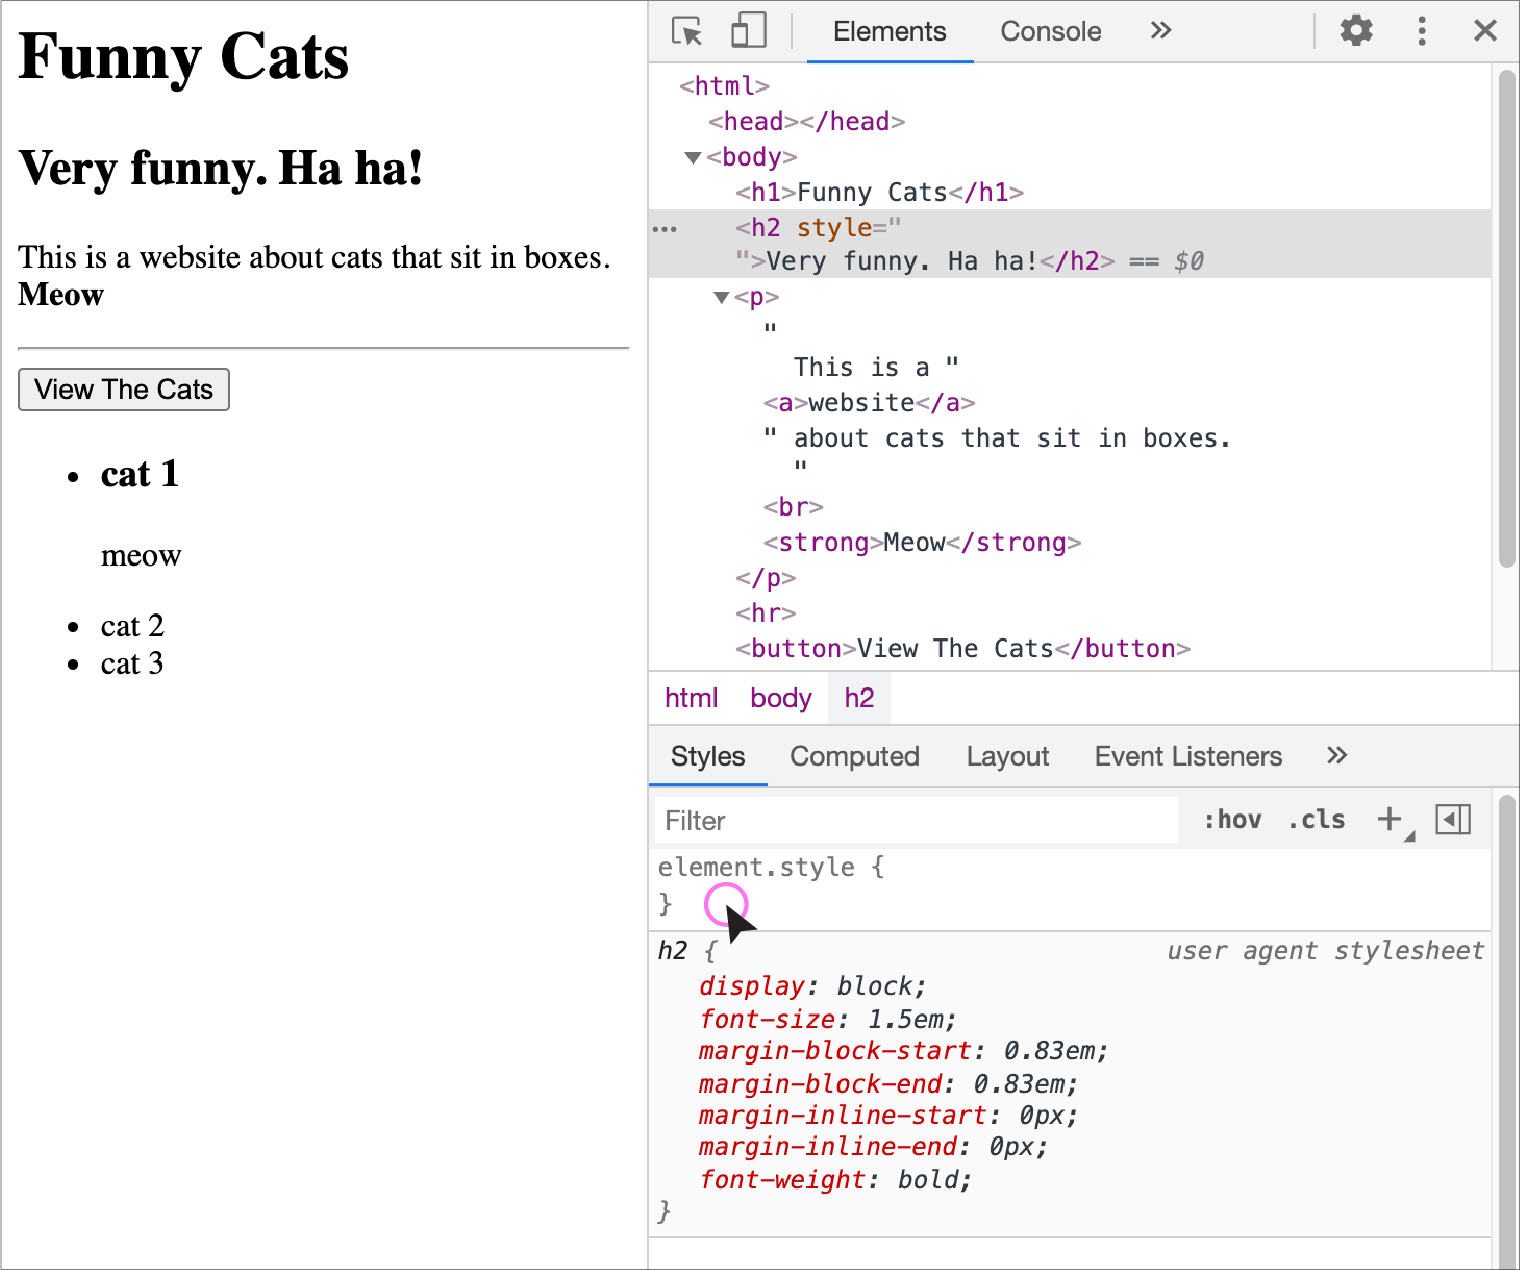 Funny Cats
Very funny. Ha ha!
This is a website about cats that sit in boxes.
Meow
View The Cats
• cat 1
meow
• cat 2
• cat 3
Elements Console »
<html>
<head></head>
▼<body>
<h1>Funny Cats</h1>
··· <h2 style="
">Very funny. Ha ha!</h2> == $0
▼<p>
"
This is a "
<a>website</a>
" about cats that sit in boxes.
"
<br>
<strong>Meow</strong>
</p>
<hr>
<button>View The Cats</button>
html body h2
Styles Computed Layout Event Listeners »
Filter :hov .cls +
element.style {
}
h2 { user agent stylesheet
display: block;
font-size: 1.5em;
margin-block-start: 0.83em;
margin-block-end: 0.83em;
margin-inline-start: 0px;
margin-inline-end: 0px;
font-weight: bold;
}